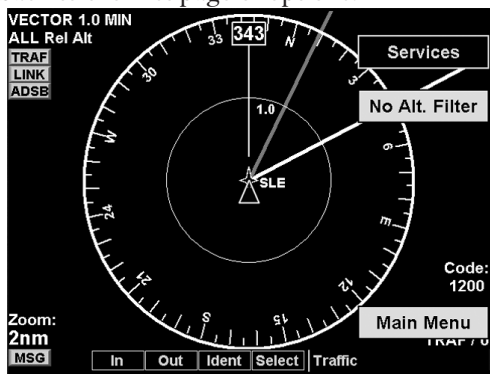 VECTOR 1.0 MIN
ALL Rel Alt
TRAF
LINK
ADSB
343
33
N
3
30
W
24
21
S
15
12
E
6
1.0
SLE
Services
No Alt. Filter
Code:
1200
Main Menu
Zoom:
2nm
MSG
In
Out
Ident
Select
Traffic